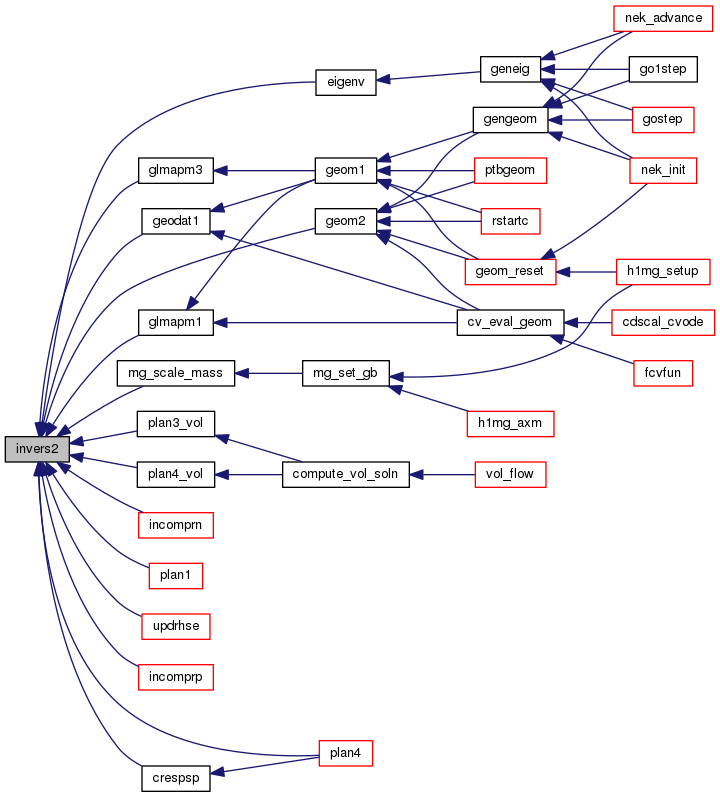 nek_advance
geneig
go1step
eigenv
gengeom
gostep
glmapm3
geom1
ptbgeom
nek_init
geodat1
geom2
rstartc
geom_reset
h1mg_setup
glmapm1
cv_eval_geom
cdscal_cvode
mg_scale_mass
mg_set_gb
fcvfun
plan3_vol
h1mg_axm
invers2
plan4_vol
compute_vol_soln
vol_flow
incomprn
plan1
updrhse
incomprp
plan4
crespsp